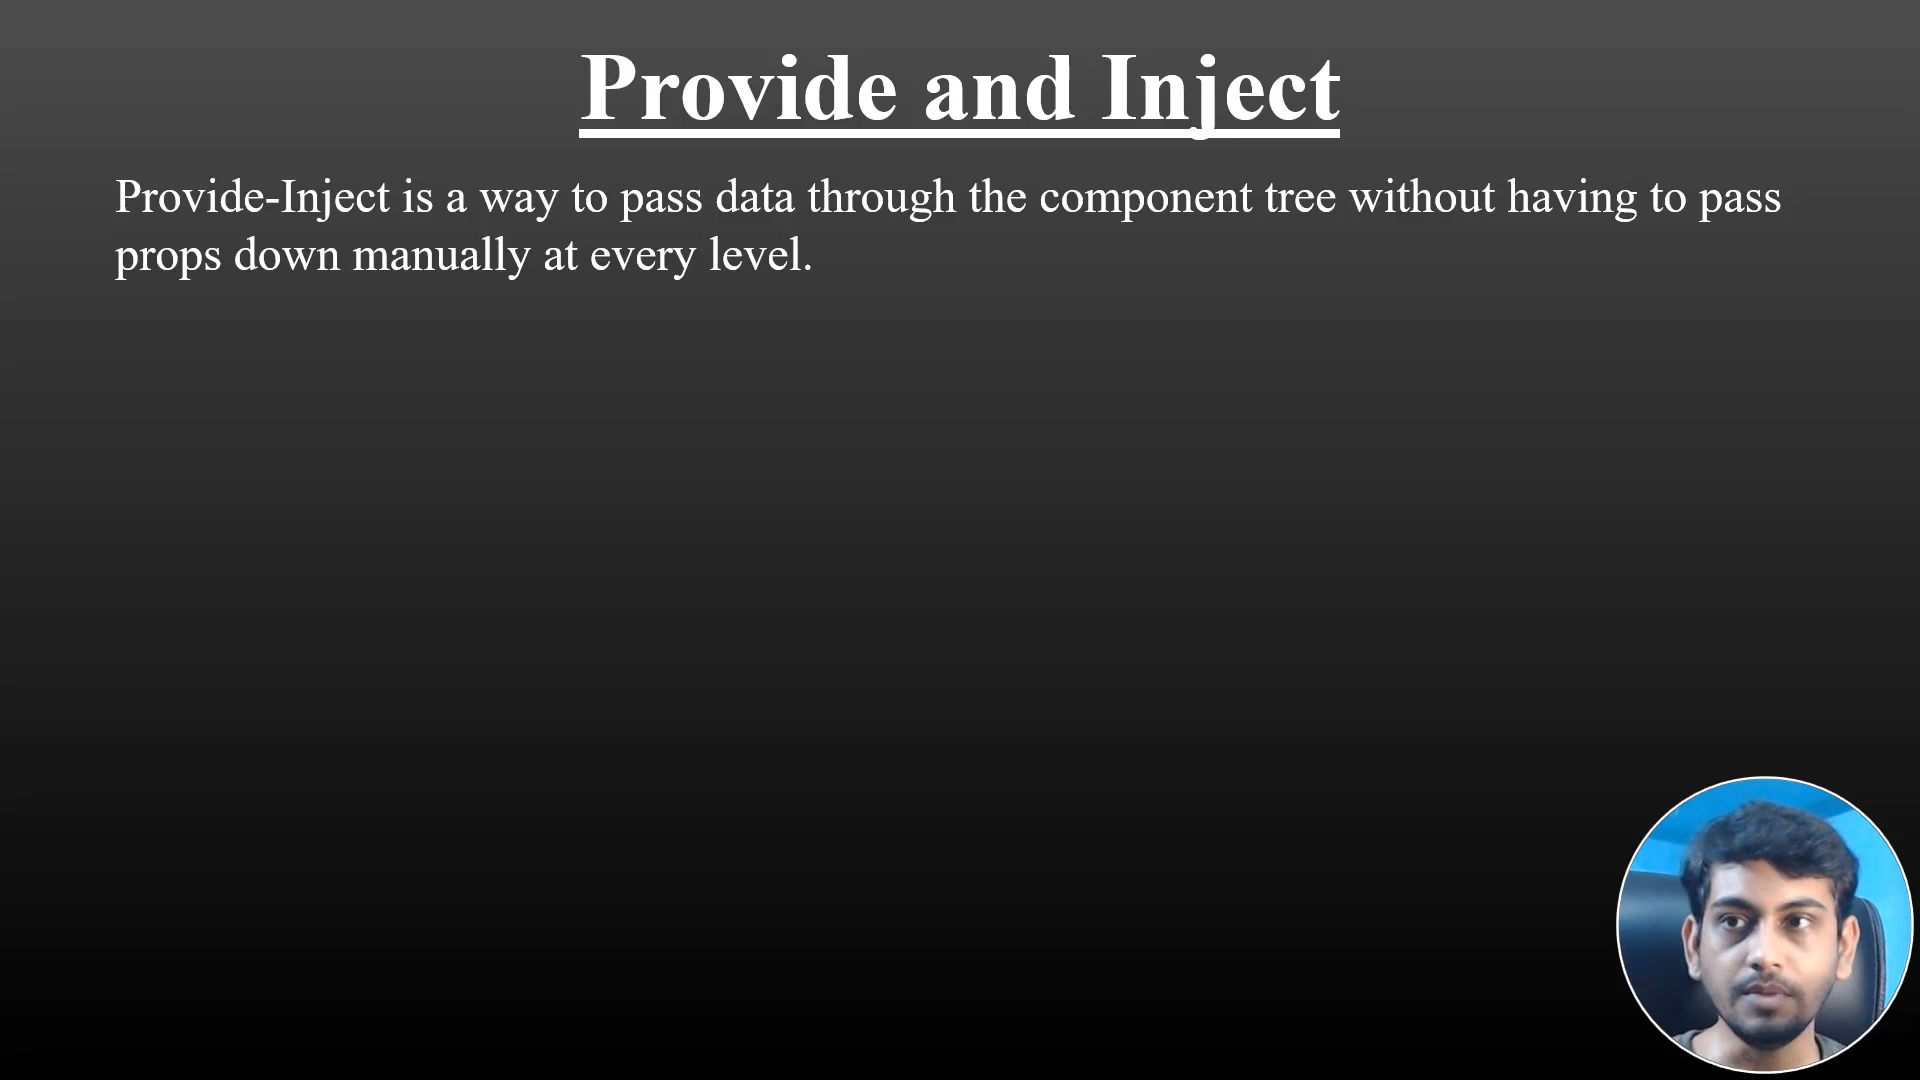 Provide and Inject
Provide-Inject is a way to pass data through the component tree without having to pass
props down manually at every level.